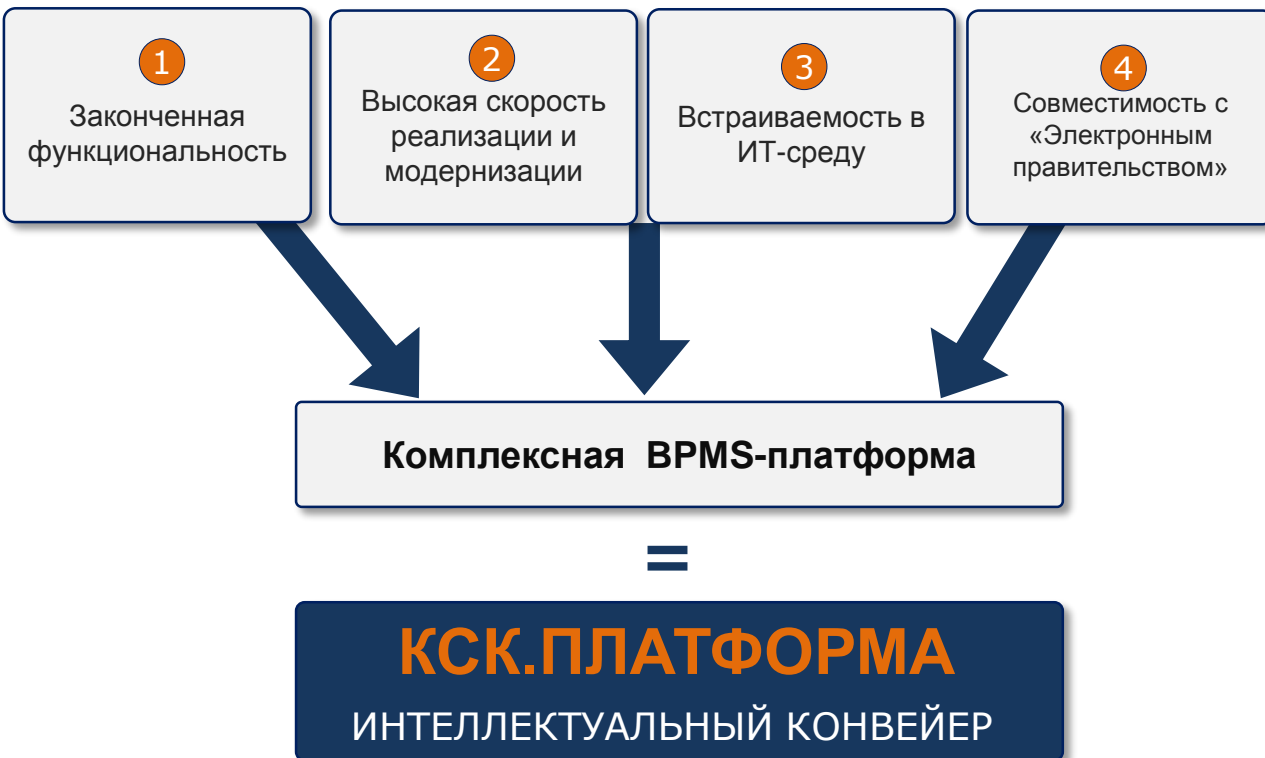 1
Законченная
функциональность
2
Высокая скорость
реализации и
модернизации
3
Встраиваемость в
ИТ-среду
4
Совместимость с
«Электронным
правительством»
Комплексная BPMS-платформа
=
КСК.ПЛАТФОРМА
ИНТЕЛЛЕКТУАЛЬНЫЙ КОНВЕЙЕР